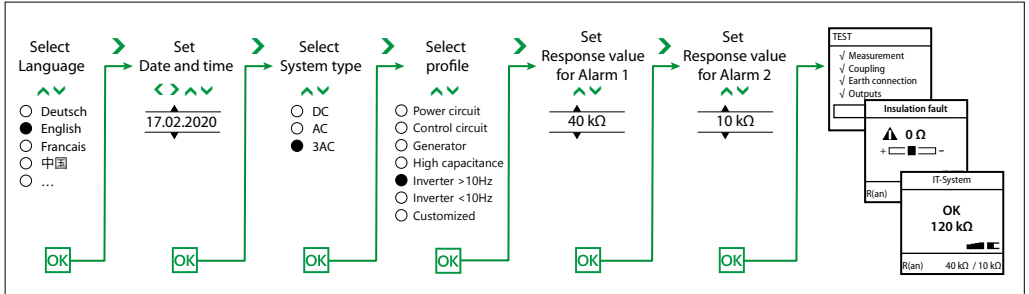 Select
Language
Deutsch
English
Francais
中国
...
OK
Set
Date and time
17.02.2020
OK
Select
System type
DC
AC
3AC
OK
Select
profile
Power circuit
Control circuit
Generator
High capacitance
Inverter >10Hz
Inverter <10Hz
Customized
OK
Set
Response value
for Alarm 1
40 kΩ
OK
Set
Response value
for Alarm 2
10 kΩ
OK
TEST
√ Measurement
√ Coupling
√ Earth connection
√ Outputs
Insulation fault
0 Ω
+ −
R(an)
IT-System
OK
120 kΩ
R(an) 40 kΩ / 10 kΩ